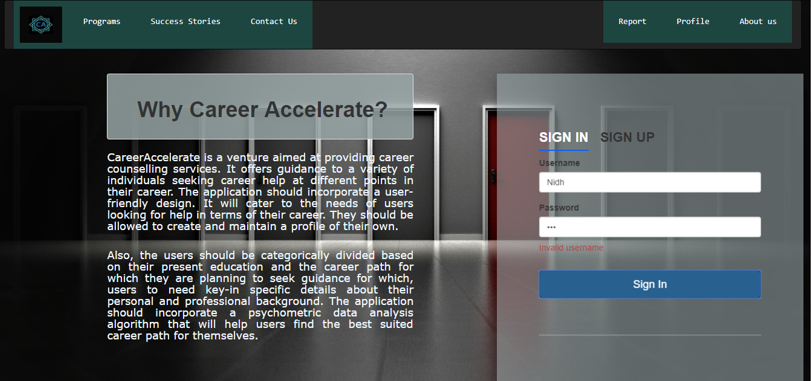 CA
Programs
Success Stories
Contact Us
Report
Profile
About us
Why Career Accelerate?
CareerAccelerate is a venture aimed at providing career
counselling services. It offers guidance to a variety of
individuals seeking career help at different points in
their career. The application should incorporate a user-
friendly design. It will cater to the needs of users
looking for help in terms of their career. They should be
allowed to create and maintain a profile of their own.
Also, the users should be categorically divided based
on their present education and the career path for
which they are planning to seek guidance for which,
users to need key-in specific details about their
personal and professional background. The application
should incorporate a psychometric data analysis
algorithm that will help users find the best suited
career path for themselves.
SIGN IN
SIGN UP
Username
Nidh
Password
•••
Invalid username
Sign In